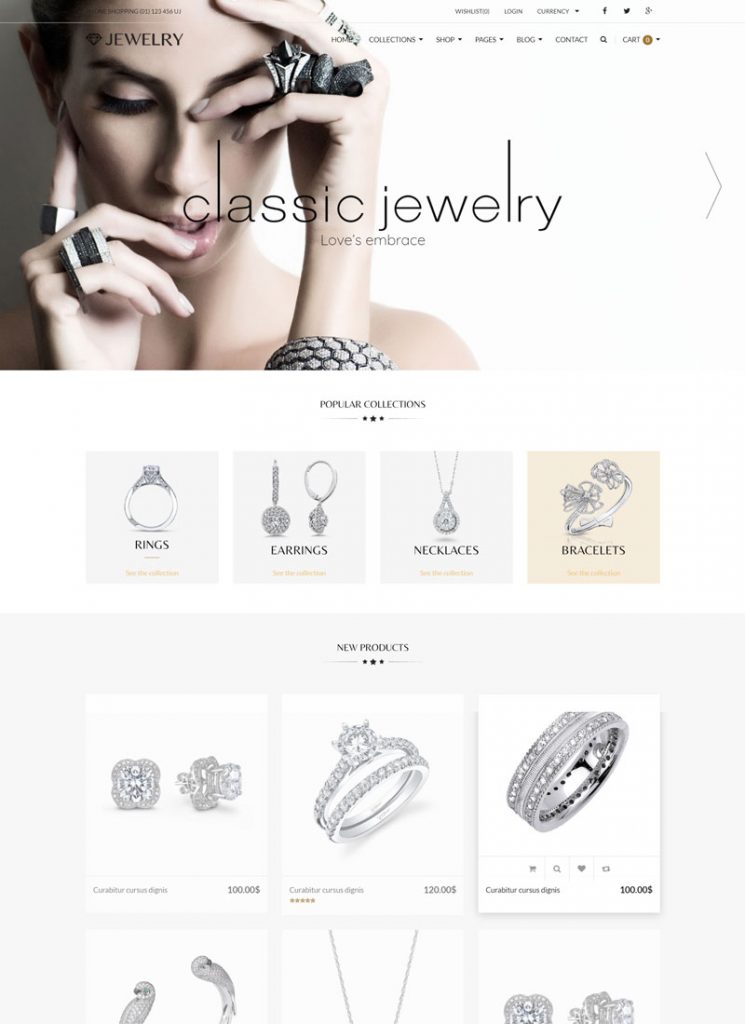 SHOPPING (01) 123 456 UJ
WISHLIST(0) LOGIN CURRENCY
JEWELRY
HOME COLLECTIONS SHOP PAGES BLOG CONTACT CART 0
classic jewelry
Love's embrace
POPULAR COLLECTIONS
RINGS EARRINGS NECKLACES BRACELETS
See the collection See the collection See the collection See the collection
NEW PRODUCTS
Curabitur cursus dignis 100.00$ Curabitur cursus dignis 120.00$ Curabitur cursus dignis 100.00$